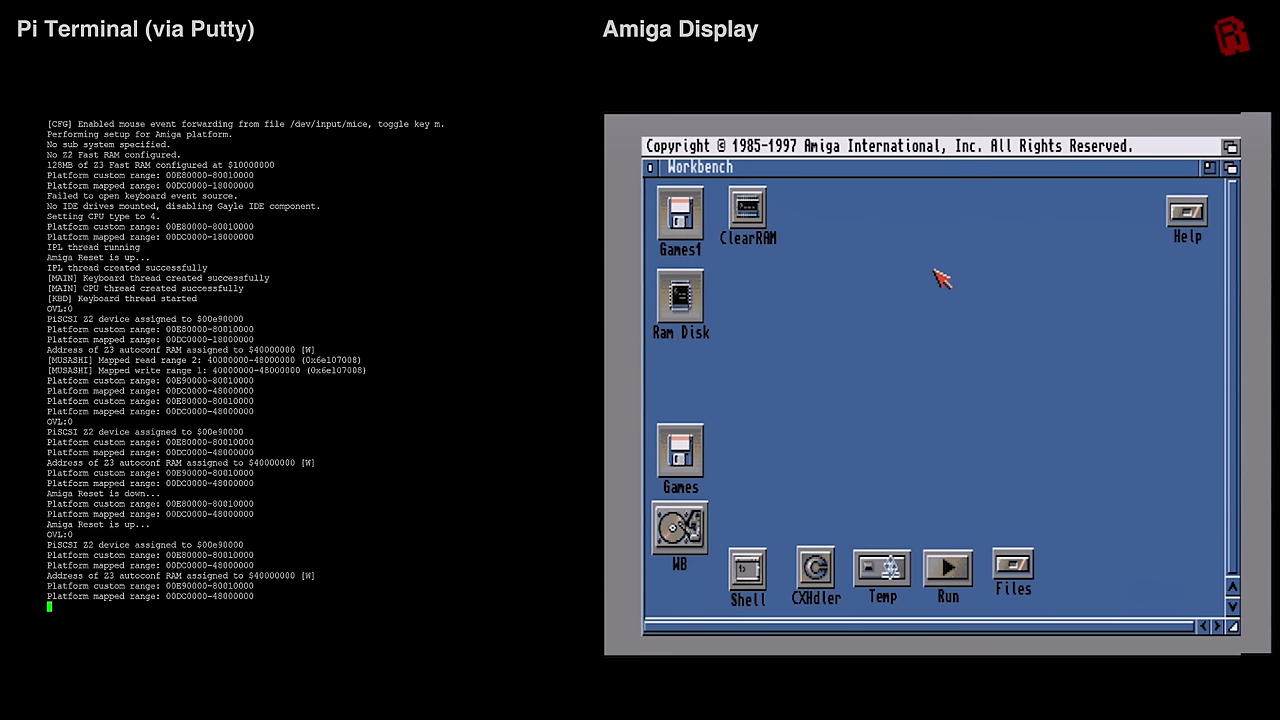 Pi Terminal (via Putty)
Amiga Display
[CFG] Enabled mouse event forwarding from file /dev/input/mice, toggle key m.
Performing setup for Amiga platform.
No sub system specified.
No Z2 Fast RAM configured.
128MB of Z3 Fast RAM configured at $10000000
Platform custom range: 00E80000-80010000
Platform mapped range: 00DC0000-18000000
Failed to open keyboard event source.
No IDE drives mounted, disabling Gayle IDE component.
Setting CPU type to 4.
Platform custom range: 00E80000-80010000
Platform mapped range: 00DC0000-18000000
IPL thread running
Amiga Reset is up...
IPL thread created successfully
[MAIN] Keyboard thread created successfully
[MAIN] CPU thread created successfully
[KBD] Keyboard thread started
OVL:0
PiSCSI Z2 device assigned to $00e90000
Platform custom range: 00E80000-80010000
Platform mapped range: 00DC0000-18000000
Address of Z3 autoconf RAM assigned to $40000000 [W]
[MUSASHI] Mapped read range 2: 40000000-48000000 (0x6e107008)
[MUSASHI] Mapped write range 1: 40000000-48000000 (0x6e107008)
Platform custom range: 00E90000-80010000
Platform mapped range: 00DC0000-48000000
Platform custom range: 00E80000-80010000
Platform mapped range: 00DC0000-48000000
OVL:0
PiSCSI Z2 device assigned to $00e90000
Platform custom range: 00E80000-80010000
Platform mapped range: 00DC0000-48000000
Address of Z3 autoconf RAM assigned to $40000000 [W]
Platform custom range: 00E90000-80010000
Platform mapped range: 00DC0000-48000000
Amiga Reset is down...
Platform custom range: 00E80000-80010000
Platform mapped range: 00DC0000-48000000
Amiga Reset is up...
OVL:0
PiSCSI Z2 device assigned to $00e90000
Platform custom range: 00E80000-80010000
Platform mapped range: 00DC0000-48000000
Address of Z3 autoconf RAM assigned to $40000000 [W]
Platform custom range: 00E90000-80010000
Platform mapped range: 00DC0000-48000000
Copyright © 1985-1997 Amiga International, Inc. All Rights Reserved.
Workbench
Games1
ClearRAM
Help
Ram Disk
Games
WB
Shell
CXHdler
Temp
Run
Files